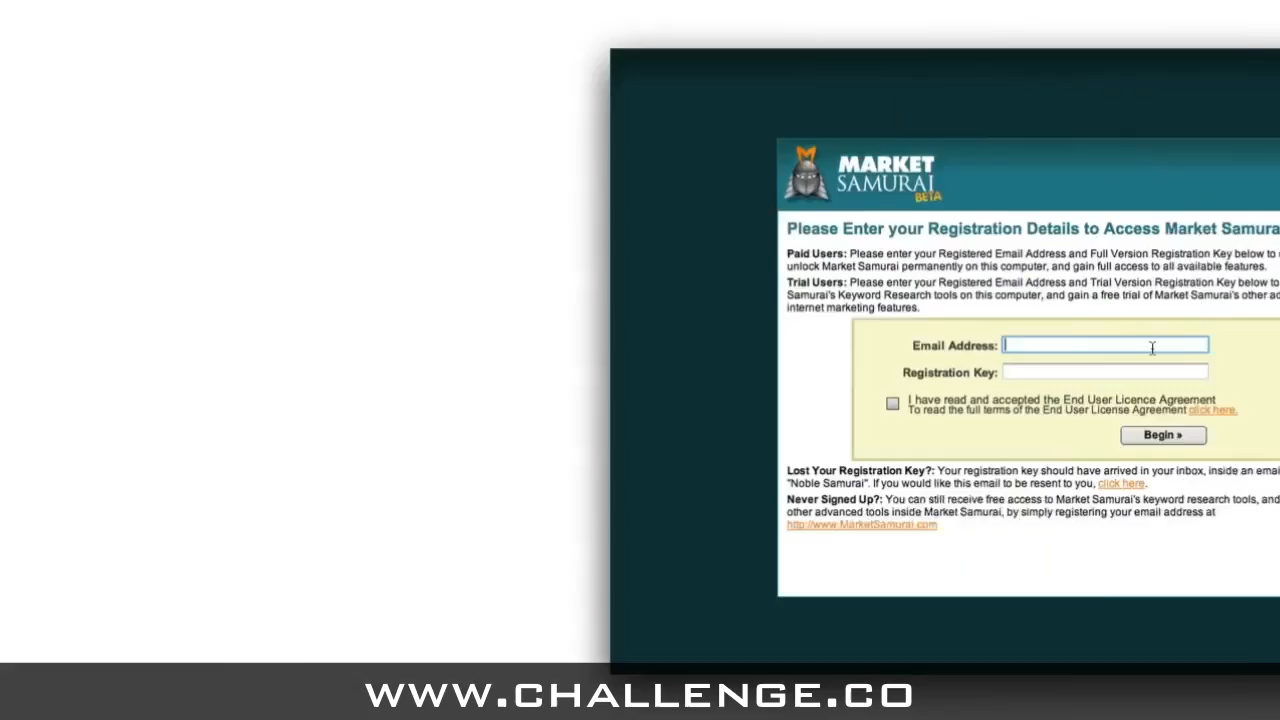 MARKET
SAMURAI
BETA
Please Enter your Registration Details to Access Market Samura
Paid Users: Please enter your Registered Email Address and Full Version Registration Key below to
unlock Market Samurai permanently on this computer, and gain full access to all available features.
Trial Users: Please enter your Registered Email Address and Trial Version Registration Key below to
Samurai's Keyword Research tools on this computer, and gain a free trial of Market Samurai's other ad
internet marketing features.
Email Address:
Registration Key:
I have read and accepted the End User Licence Agreement
To read the full terms of the End User License Agreement click here.
Begin »
Lost Your Registration Key?: Your registration key should have arrived in your inbox, inside an emai
"Noble Samurai". If you would like this email to be resent to you, click here.
Never Signed Up?: You can still receive free access to Market Samurai's keyword research tools, and
other advanced tools inside Market Samurai, by simply registering your email address at
http://www.MarketSamurai.com
WWW.CHALLENGE.CO